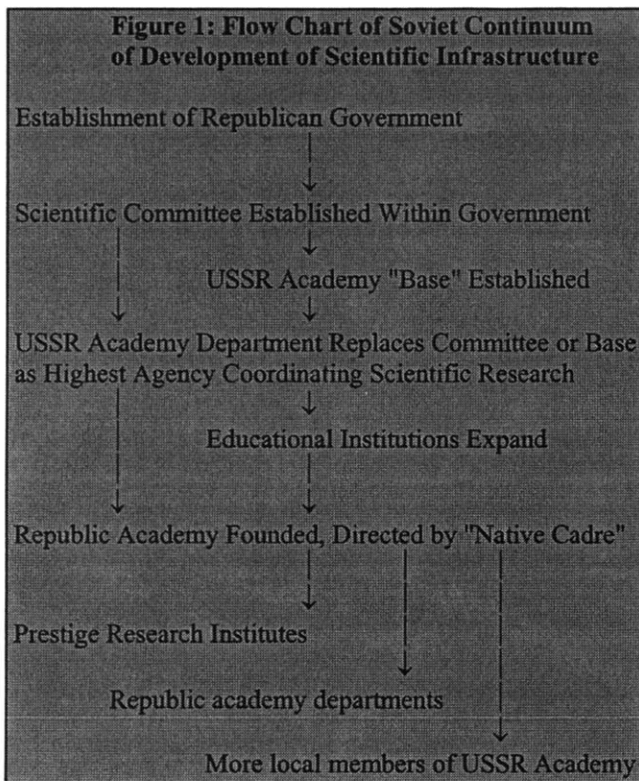 Figure 1: Flow Chart of Soviet Continuum
of Development of Scientific Infrastructure
Establishment of Republican Government
Scientific Committee Established Within Government
USSR Academy "Base" Established
USSR Academy Department Replaces Committee or Base
as Highest Agency Coordinating Scientific Research
Educational Institutions Expand
Republic Academy Founded, Directed by "Native Cadre"
Prestige Research Institutes
Republic academy departments
More local members of USSR Academy